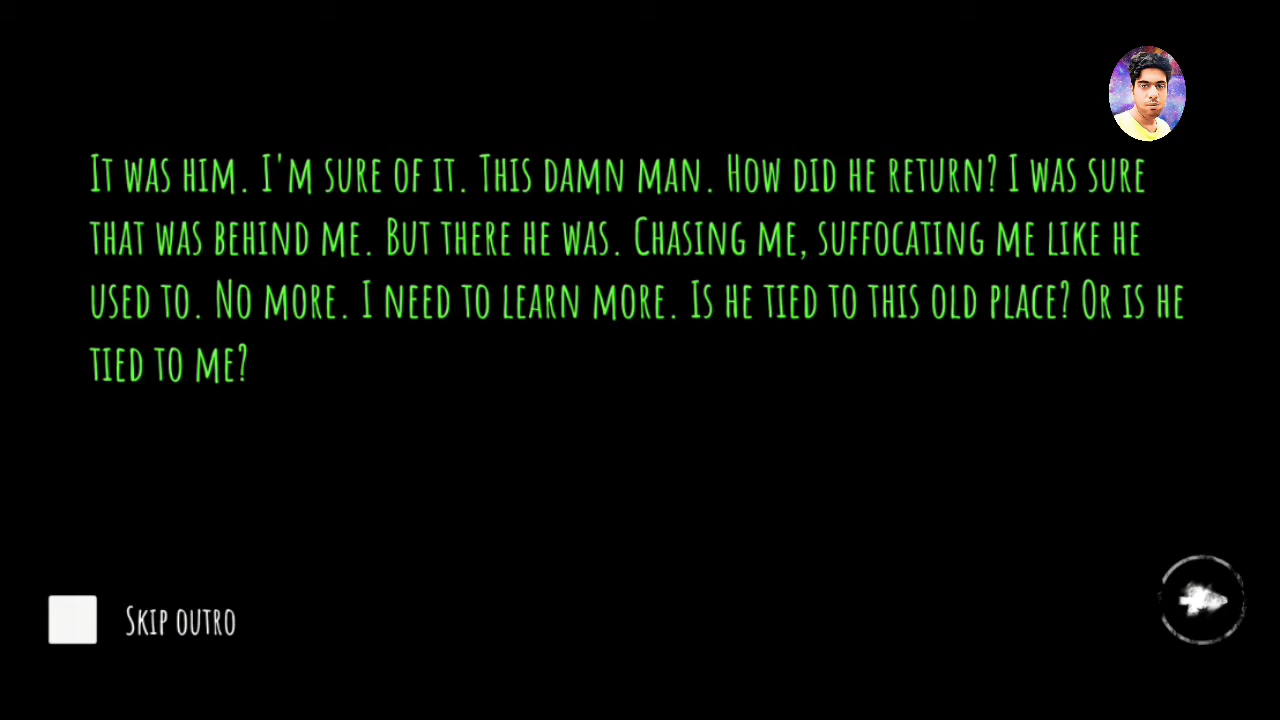 It was him. I'm sure of it. This damn man. How did he return? I was sure
that was behind me. But there he was. Chasing me, suffocating me like he
used to. No more. I need to learn more. Is he tied to this old place? Or is he
tied to me?
Skip outro